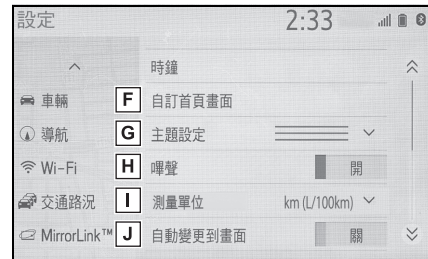 設定 2:33
時鐘
車輛 F 自訂首頁畫面
導航 G 主題設定
Wi-Fi H 嗶聲 開
交通路況 I 測量單位 km (L/100km)
MirrorLink™ J 自動變更到畫面 關